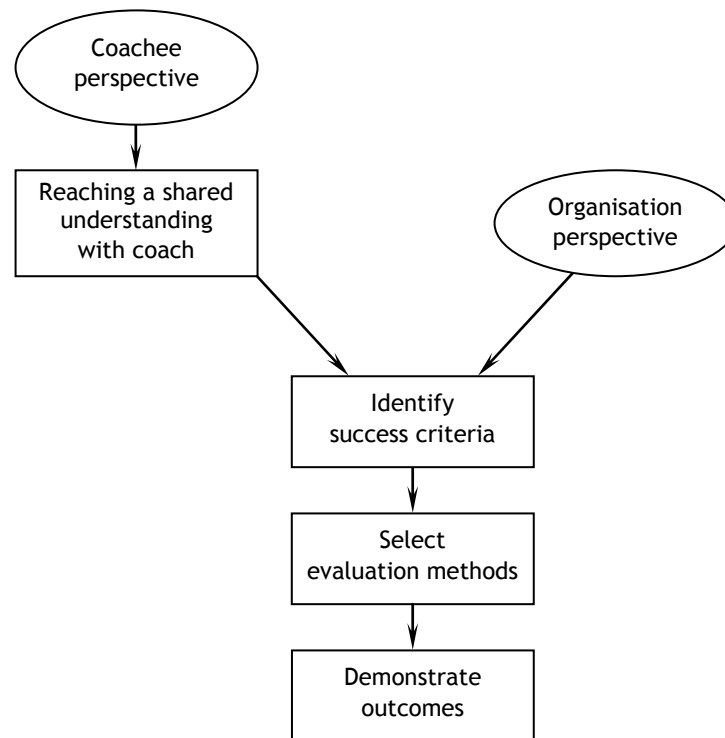 Coachee
perspective
Reaching a shared
understanding
with coach
Organisation
perspective
Identify
success criteria
Select
evaluation methods
Demonstrate
outcomes